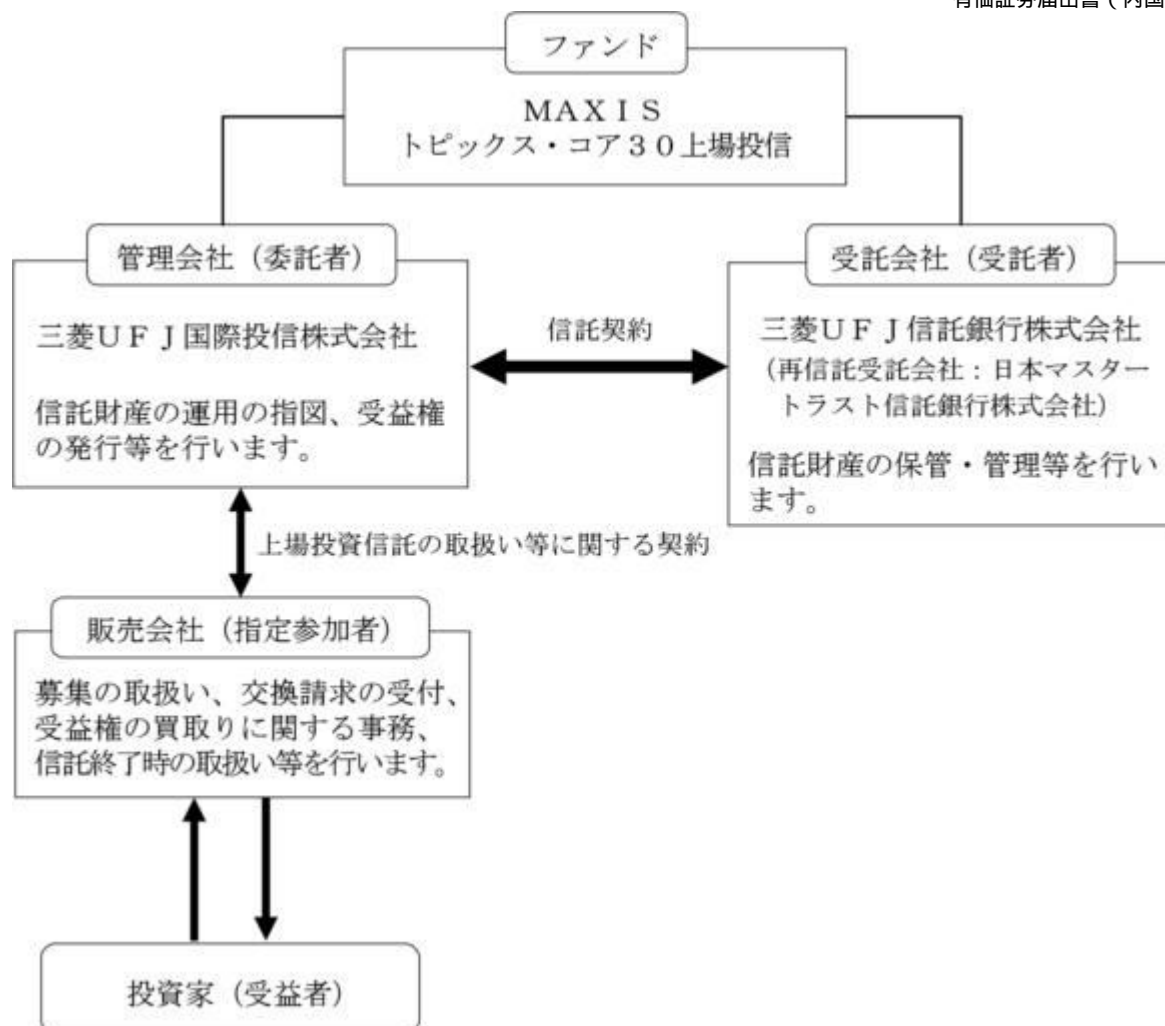 有価証券届出書（内国
ファンド
ＭＡＸＩＳ
トピックス・コア３０上場投信
管理会社（委託者）
三菱ＵＦＪ国際投信株式会社
信託財産の運用の指図、受益権
の発行等を行います。
信託契約
受託会社（受託者）
三菱ＵＦＪ信託銀行株式会社
（再信託受託会社：日本マスター
トラスト信託銀行株式会社）
信託財産の保管・管理等を行い
ます。
上場投資信託の取扱い等に関する契約
販売会社（指定参加者）
募集の取扱い、交換請求の受付、
受益権の買取りに関する事務、
信託終了時の取扱い等を行います。
投資家（受益者）